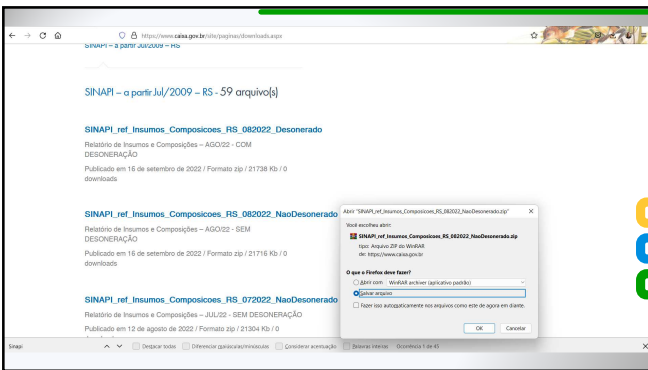 https://www.caixa.gov.br/site/paginas/downloads.aspx
SINAPI – a partir Jul/2009 – RS
SINAPI – a partir Jul/2009 – RS - 59 arquivo(s)
SINAPI_ref_Insumos_Composicoes_RS_082022_Desonerado
Relatório de Insumos e Composições – AGO/22 - COM
DESONERAÇÃO
Publicado em 16 de setembro de 2022 / Formato zip / 21738 Kb / 0
downloads
SINAPI_ref_Insumos_Composicoes_RS_082022_NaoDesonerado
Relatório de Insumos e Composições – AGO/22 - SEM
DESONERAÇÃO
Publicado em 16 de setembro de 2022 / Formato zip / 21716 Kb / 0
downloads
SINAPI_ref_Insumos_Composicoes_RS_072022_NaoDesonerado
Relatório de Insumos e Composições – JUL/22 - SEM DESONERAÇÃO
Publicado em 12 de agosto de 2022 / Formato zip / 21304 Kb / 0
Abrir "SINAPI_ref_Insumos_Composicoes_RS_082022_NaoDesonerado.zip"
Você escolheu abrir:
SINAPI_ref_Insumos_Composicoes_RS_082022_NaoDesonerado.zip
tipo: Arquivo ZIP do WinRAR
de: https://www.caixa.gov.br
O que o Firefox deve fazer?
Abrir com WinRAR archiver (aplicativo padrão)
Salvar arquivo
Fazer isso automaticamente nos arquivos como este de agora em diante.
OK Cancelar
Sinapi Destacar todas Diferenciar maiúsculas/minúsculas Considerar acentuação Palavras inteiras Ocorrência 1 de 43